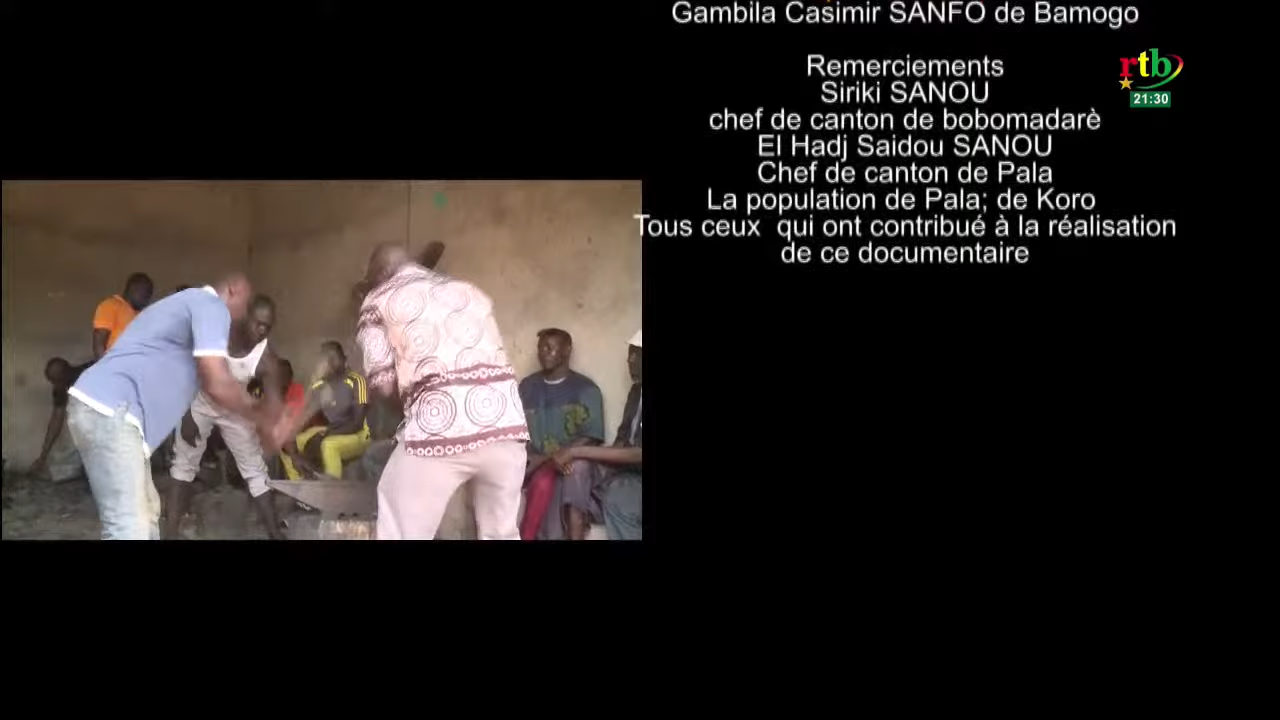 Gambila Casimir SANFO de Bamogo
Remerciements
Siriki SANOU
chef de canton de bobomadarè
El Hadj Saidou SANOU
Chef de canton de Pala
La population de Pala; de Koro
Tous ceux  qui ont contribué à la réalisation
de ce documentaire
rtb
21:30